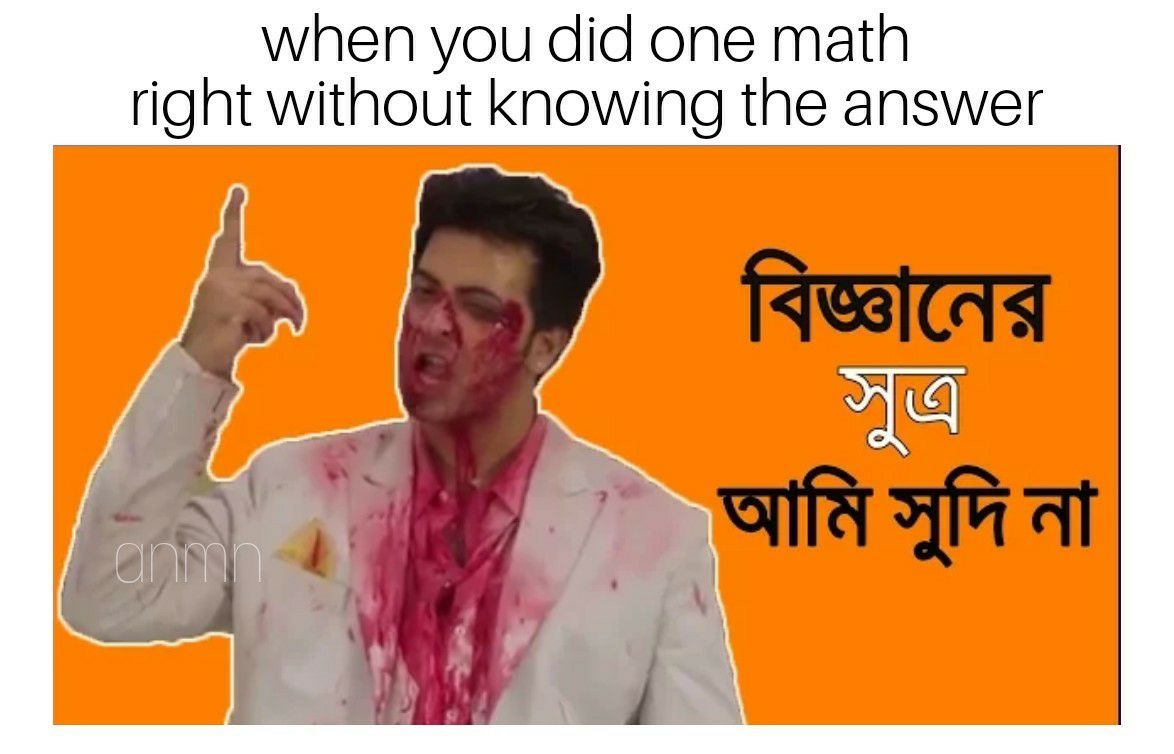 when you did one math
right without knowing the answer
বিজ্ঞানের
সুত্র
আমি সুদি না
anmn